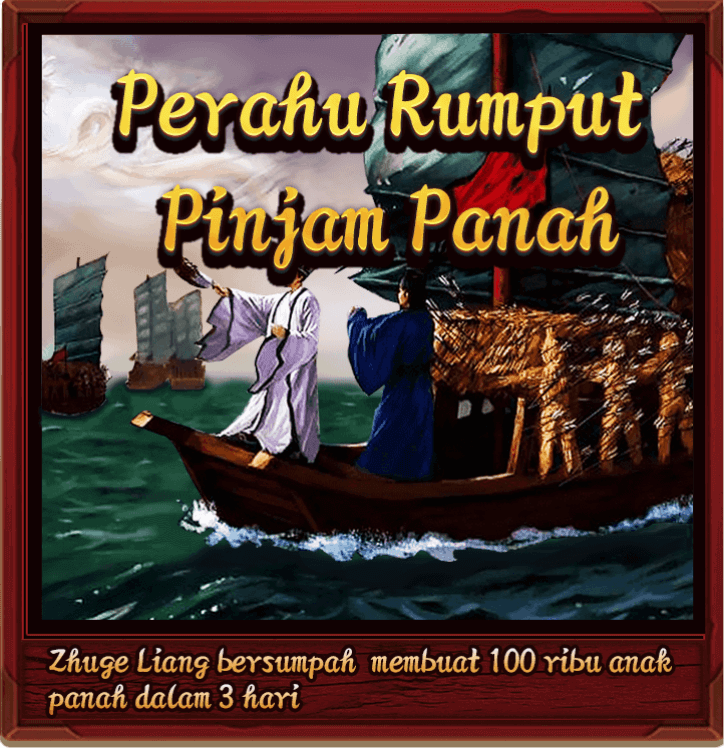 Perahu Rumput
Pinjam Panah
Zhuge Liang bersumpah membuat 100 ribu anak
panah dalam 3 hari